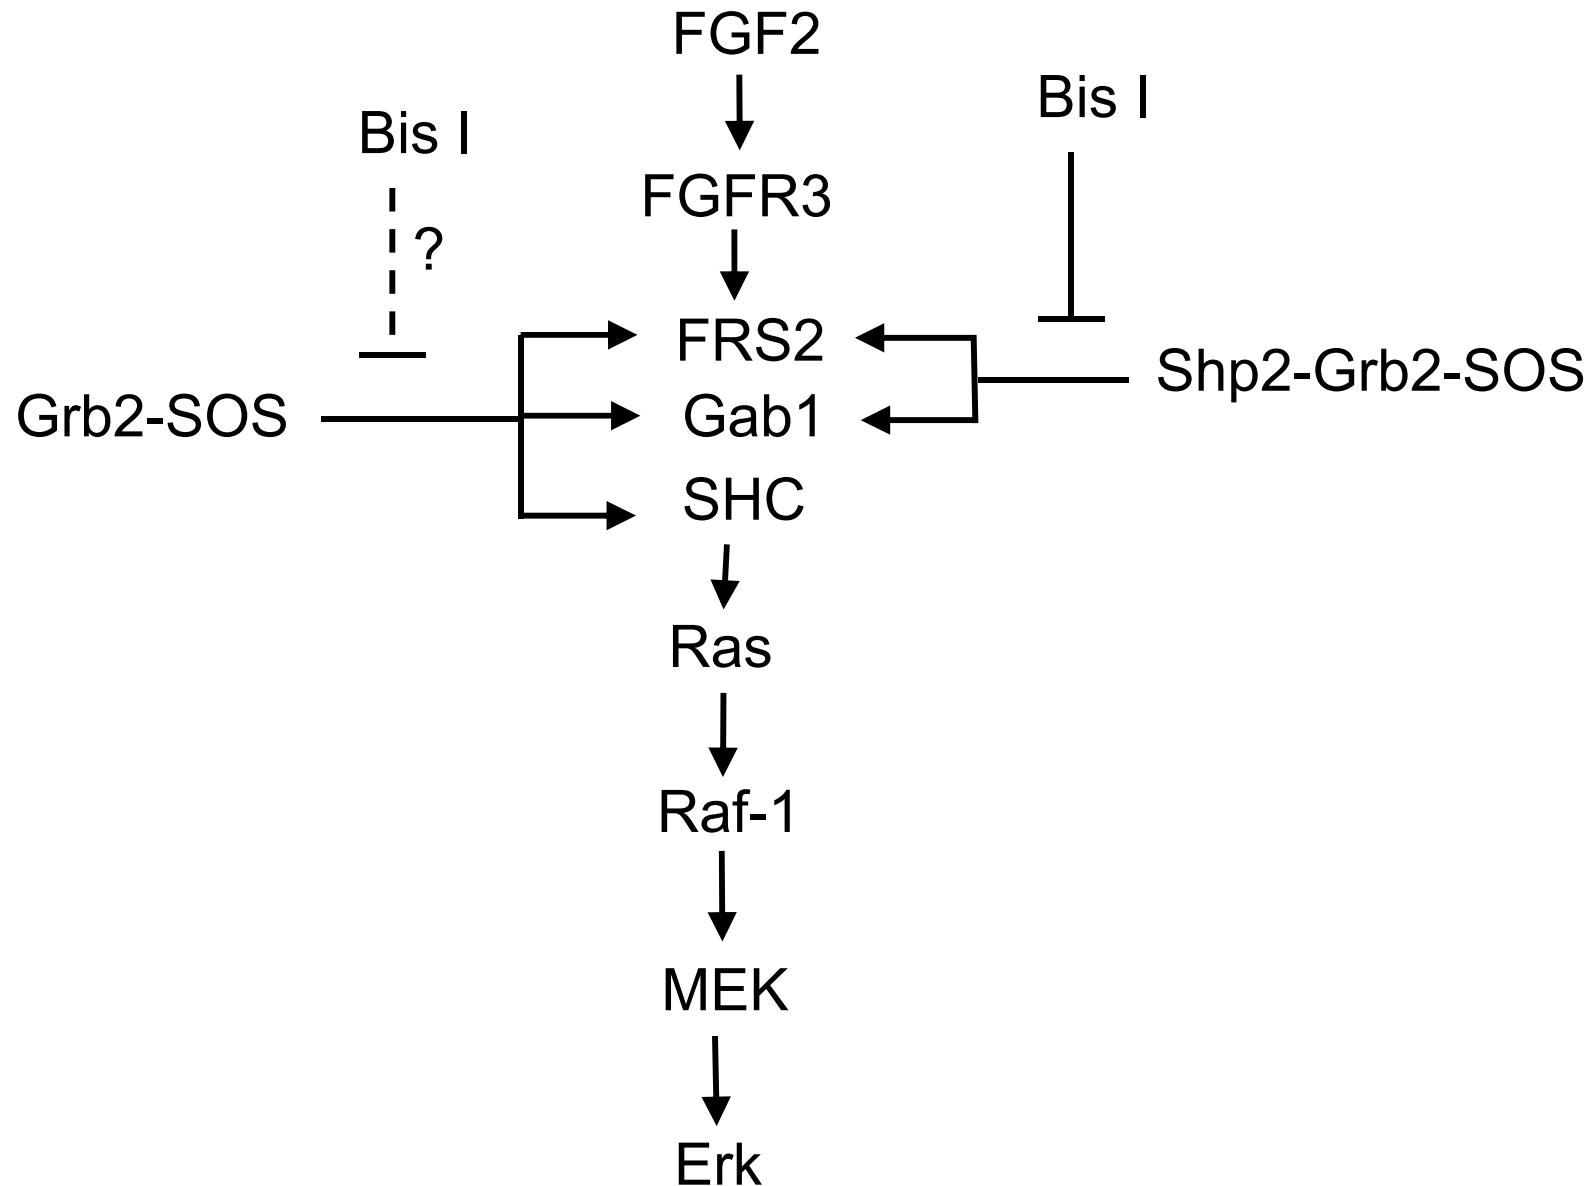 FGF2
Bis I
Bis I
FGFR3
?
FRS2
Shp2-Grb2-SOS
Grb2-SOS
Gab1
SHC
Ras
Raf-1
MEK
Erk